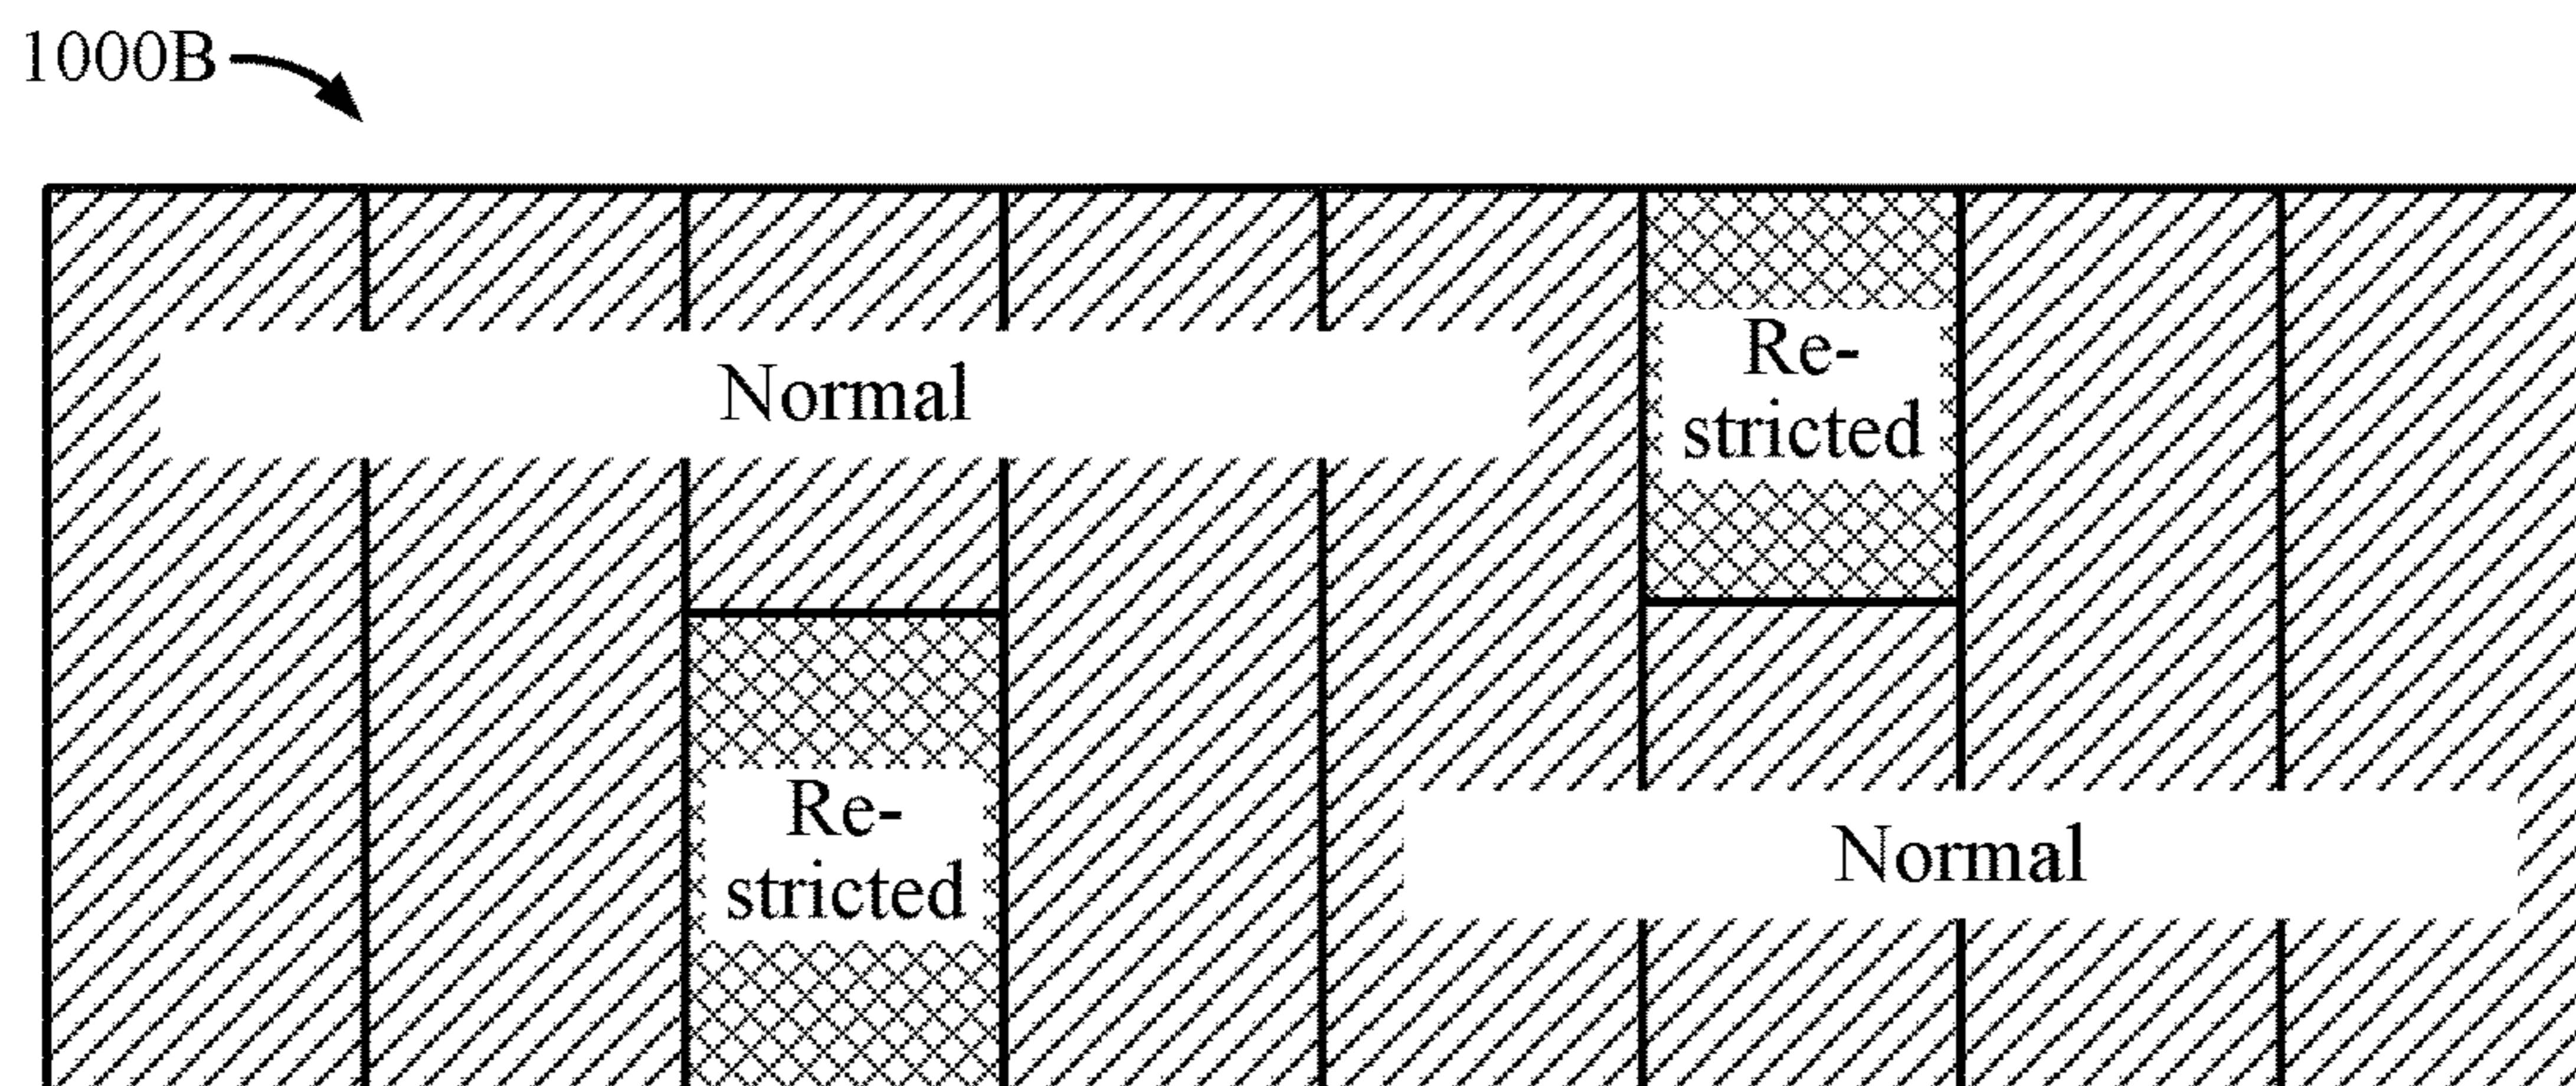 1000B
Normal
Re-
stricted
Re-
stricted
Normal